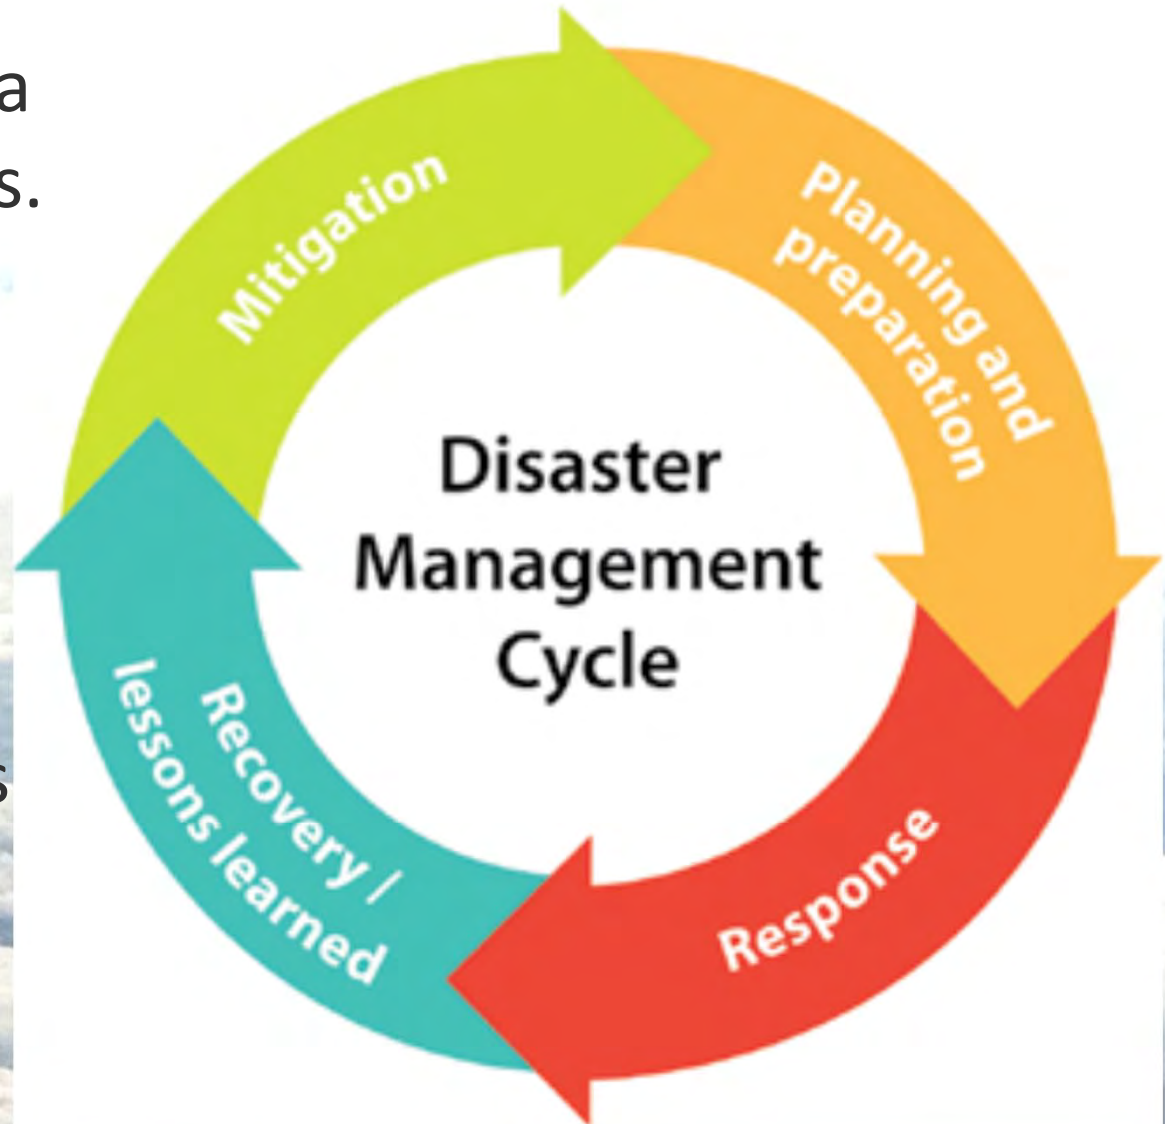 a
s.
Mitigation
Planning and
preparation
Disaster
Management
Cycle
s
Recovery /
lessons learned
Response